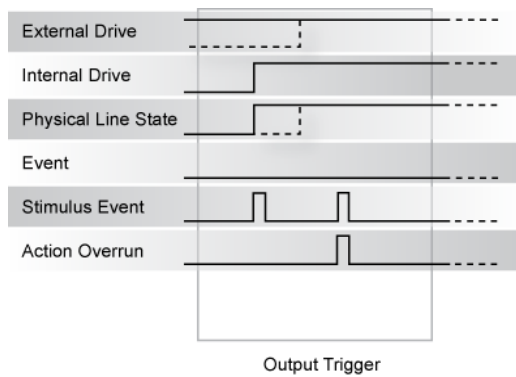 External Drive
Internal Drive
Physical Line State
Event
Stimulus Event
Action Overrun
Output Trigger